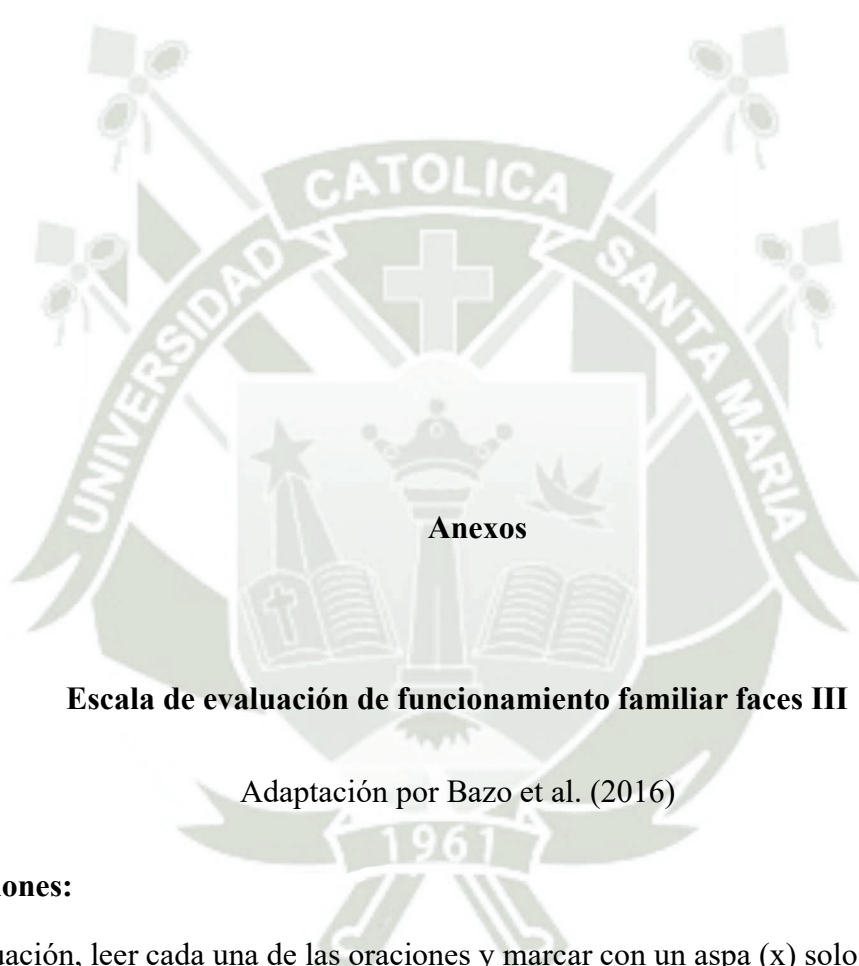 UNIVERSIDAD CATOLICA SANTA MARIA
Anexos
Escala de evaluación de funcionamiento familiar faces III
Adaptación por Bazo et al. (2016)
1961
iones:
uación, leer cada una de las oraciones y marcar con un aspa (x) solo